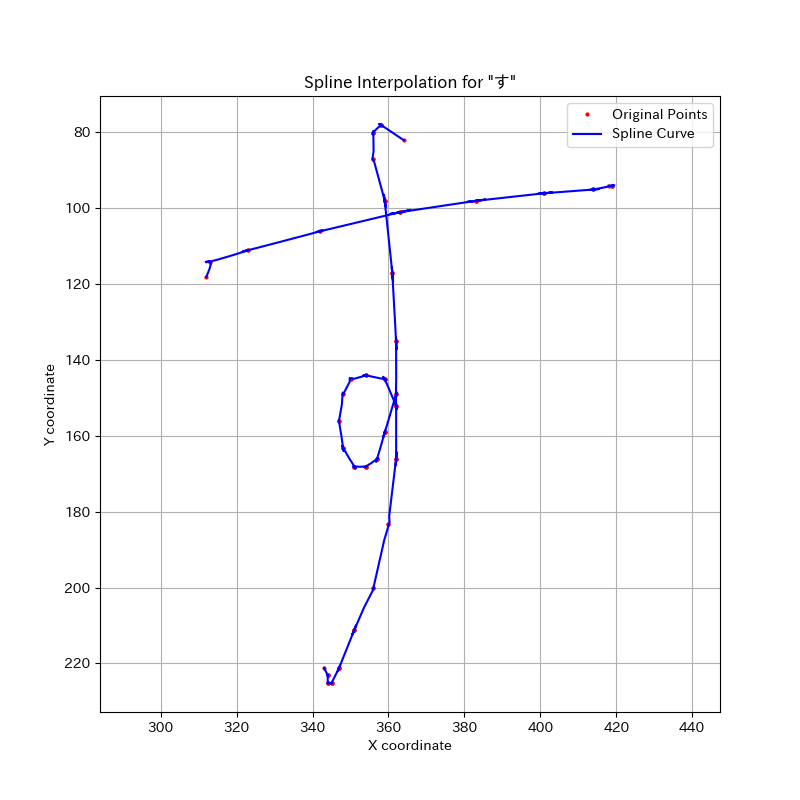 Spline Interpolation for "す"
Original Points
Spline Curve
80
100
120
140
160
180
200
220
Y coordinate
300 320 340 360 380 400 420 440
X coordinate